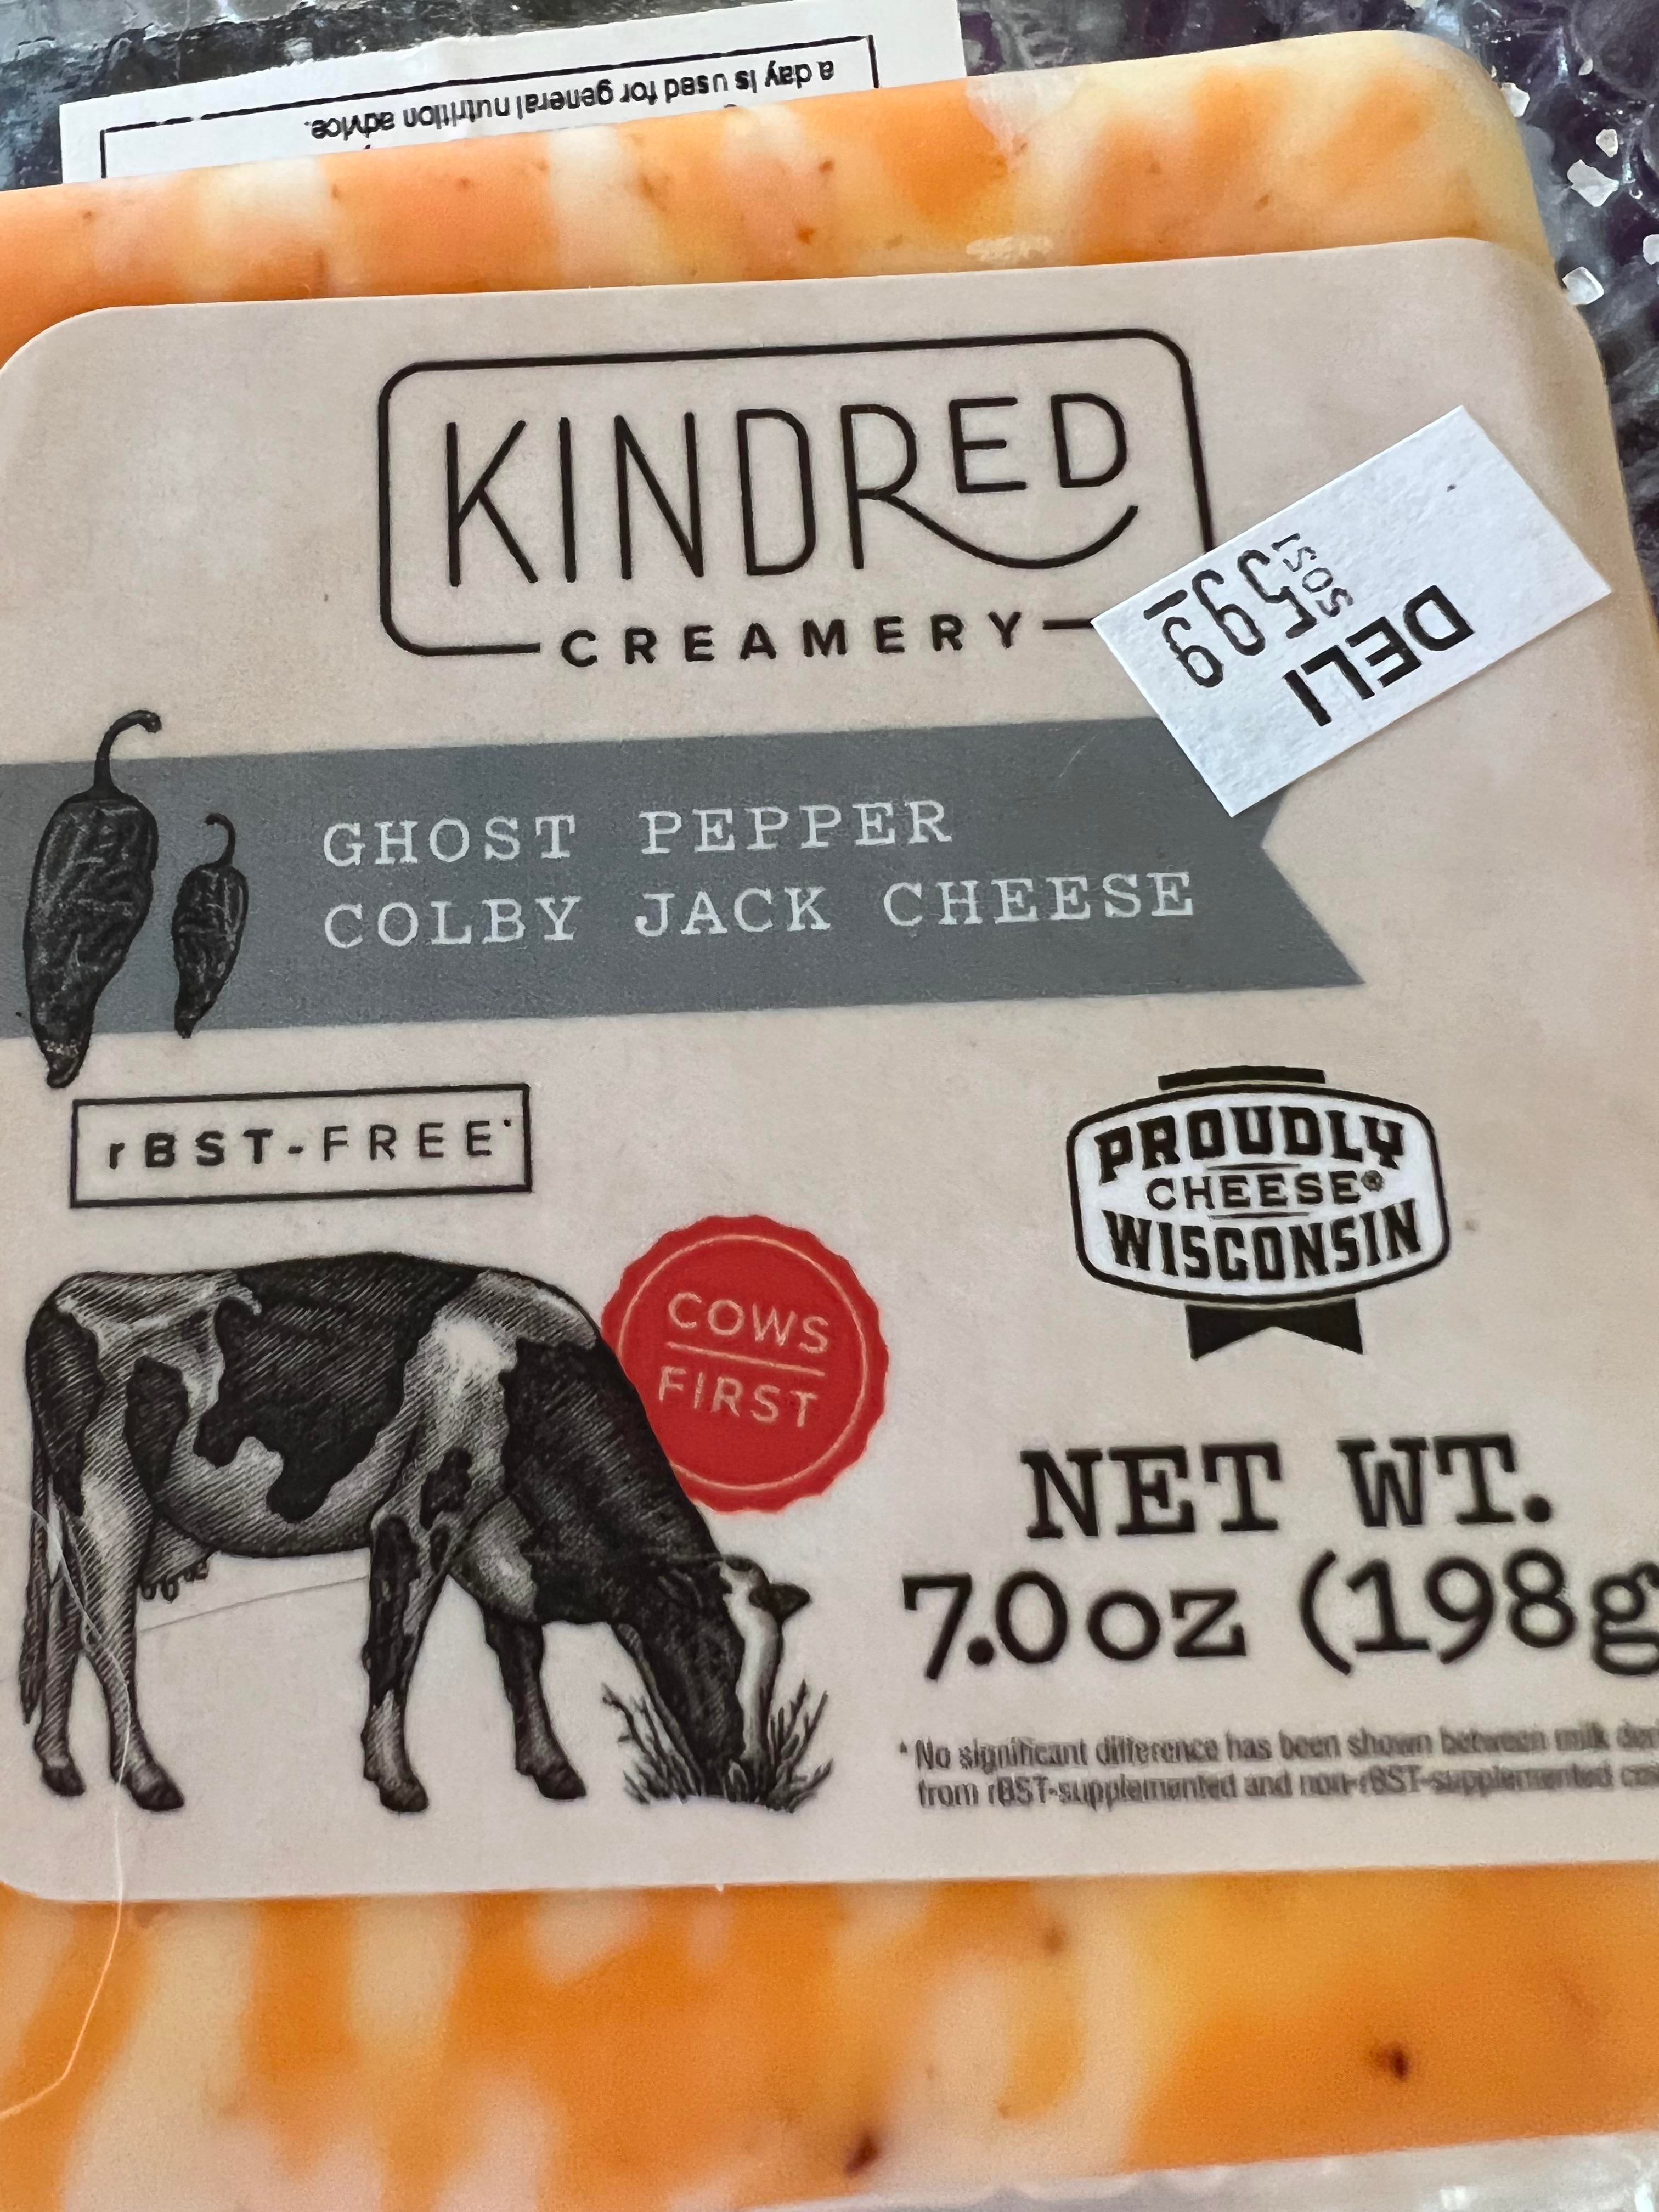 a day is used for general nutrition advice.
KINDRED
CREAMERY
DELI
$5.99
GHOST PEPPER
COLBY JACK CHEESE
rBST-FREE*
PROUDLY
CHEESE®
WISCONSIN
COWS
FIRST
NET WT.
7.0oz (198g
*No significant difference has been shown between milk
from rBST-supplemented and non-rBST-supplemented